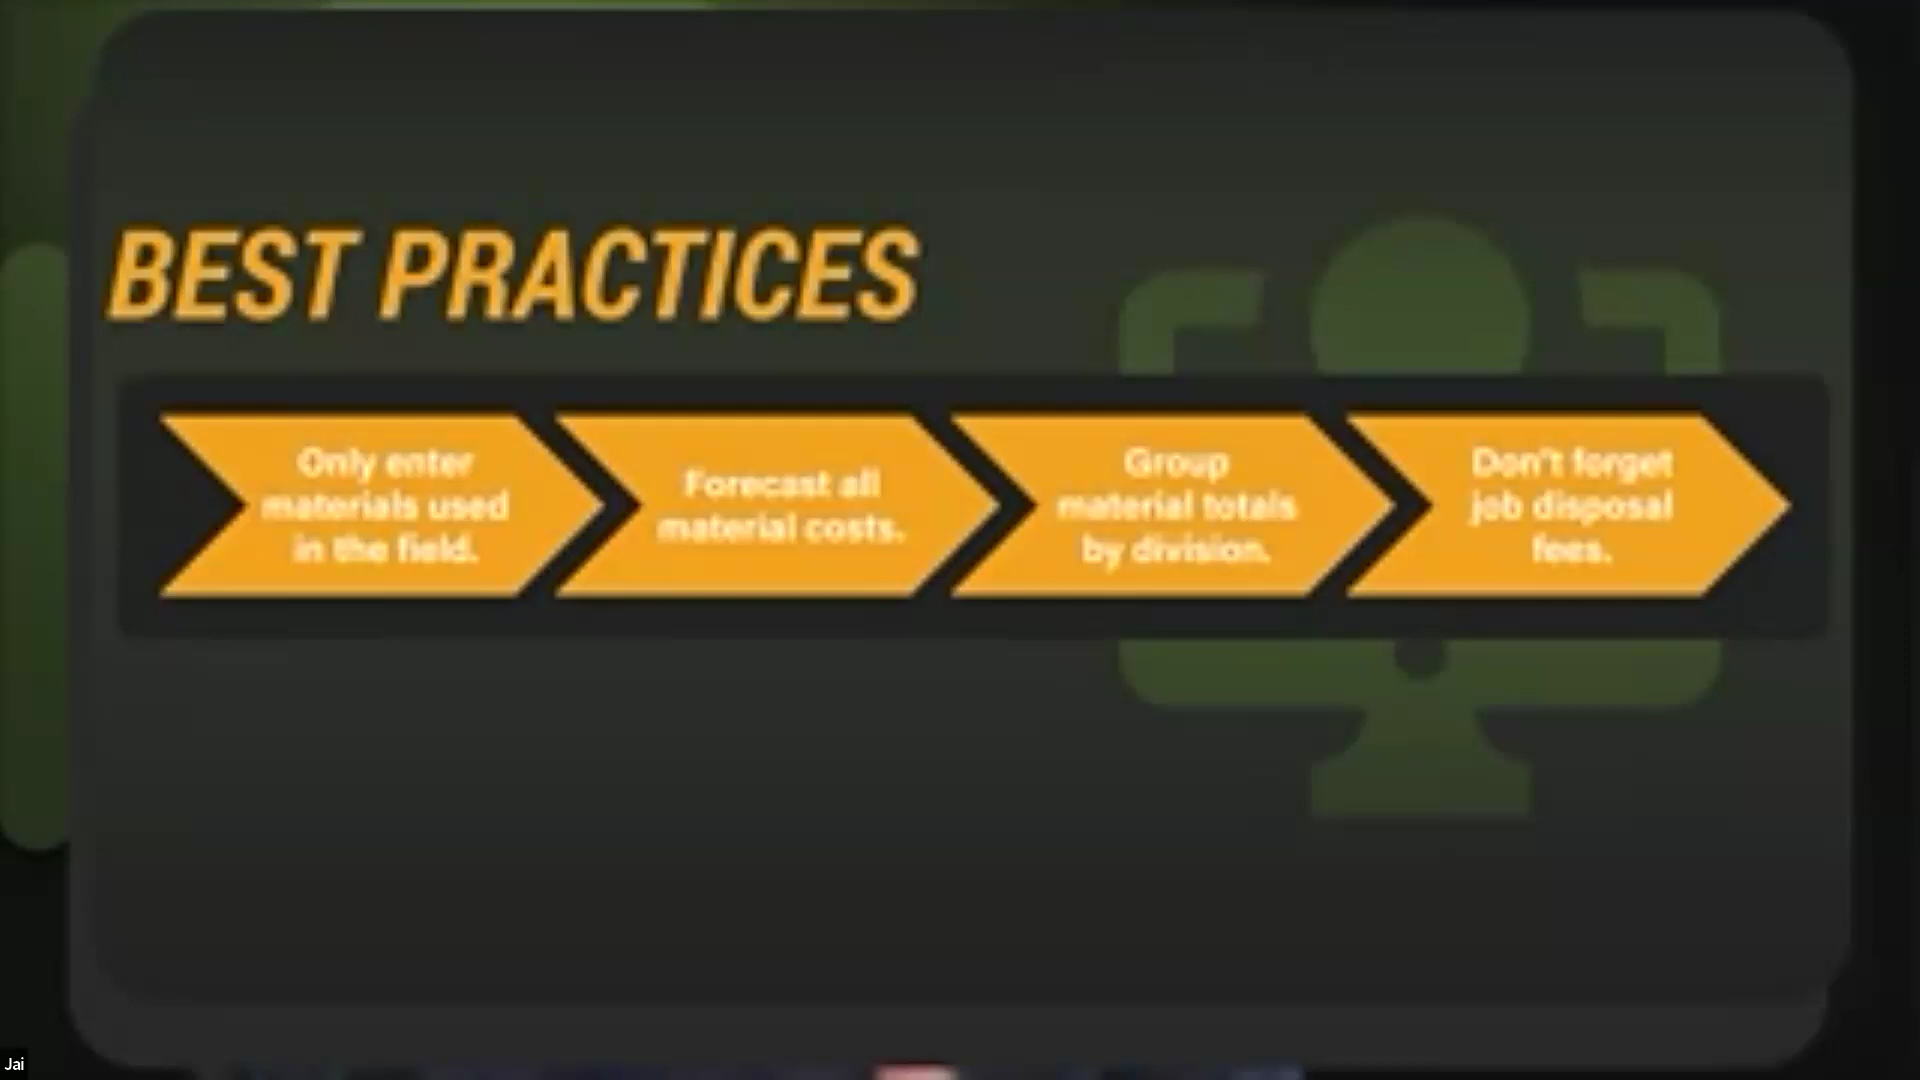 BEST PRACTICES
Only enter
materials used
in the field.
Forecast all
material costs.
Group
material totals
by division.
Don't forget
job disposal
fees.
Jai